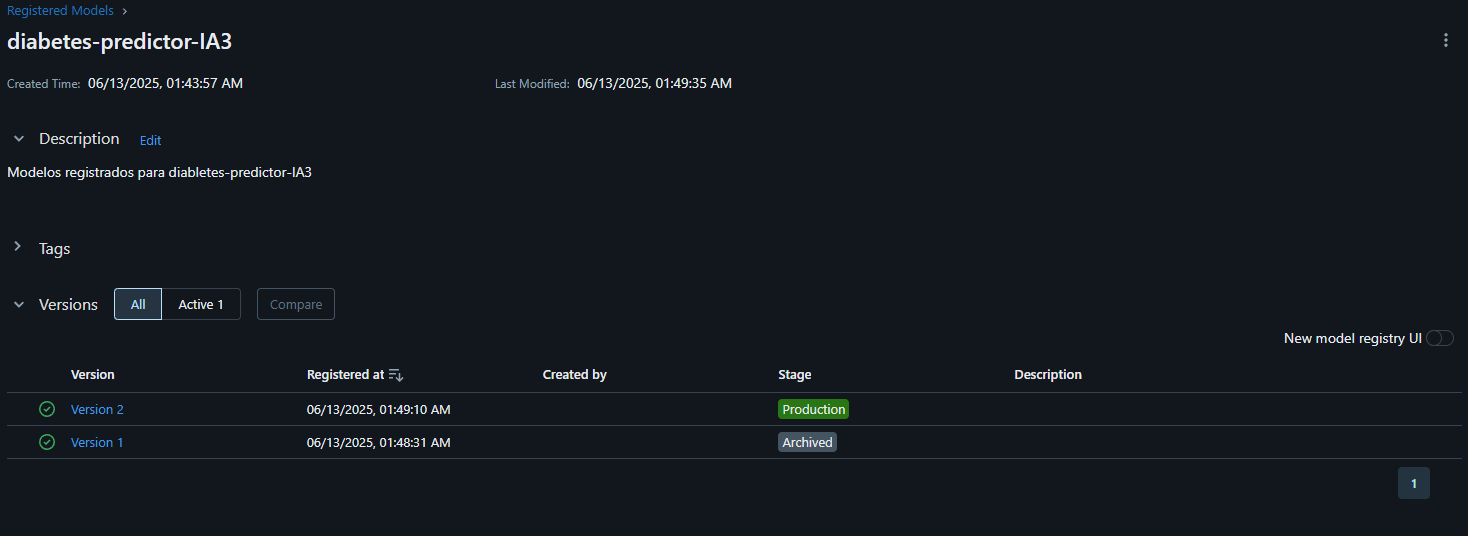 Registered Models
diabetes-predictor-IA3
Created Time: 06/13/2025, 01:43:57 AM Last Modified: 06/13/2025, 01:49:35 AM
Description Edit
Modelos registrados para diabletes-predictor-IA3
Tags
Versions All Active 1 Compare
New model registry UI
Version Registered at Created by Stage Description
Version 2 06/13/2025, 01:49:10 AM Production
Version 1 06/13/2025, 01:48:31 AM Archived
1